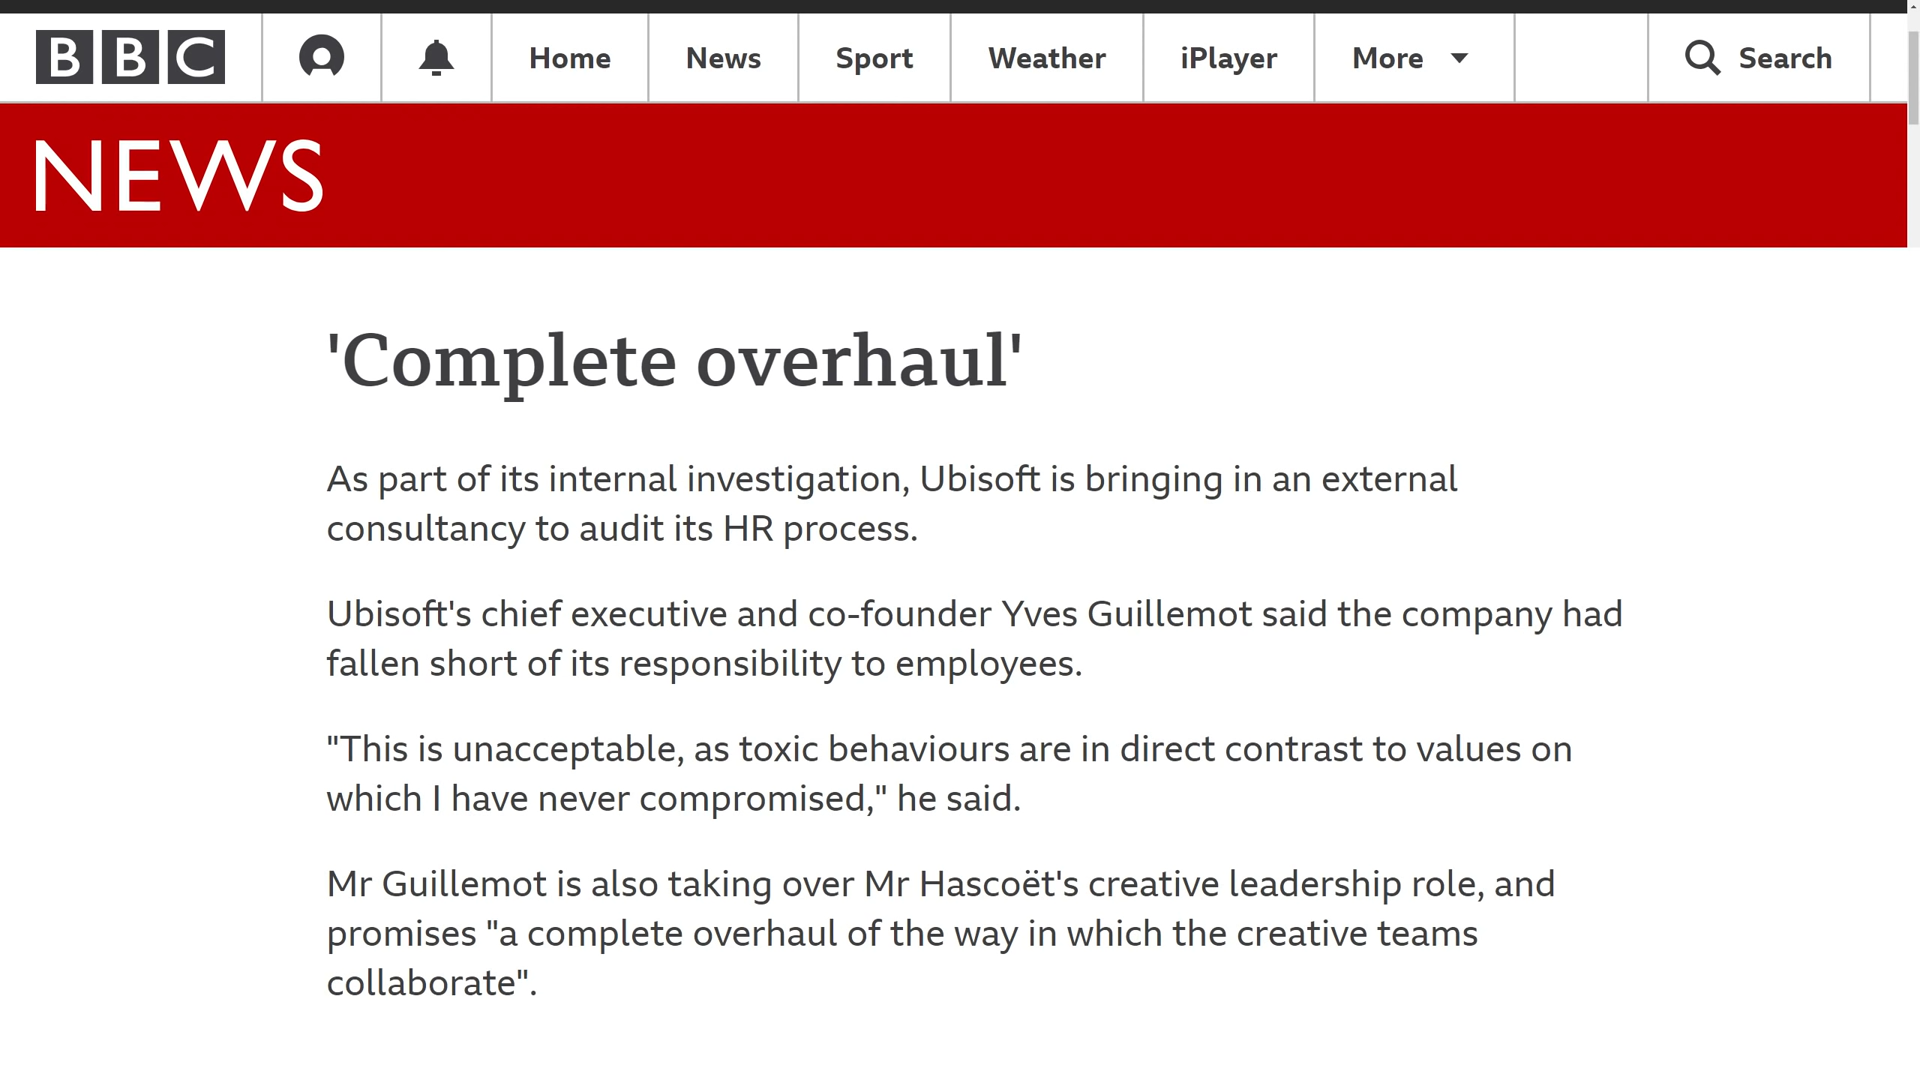 BBC
Home
News
Sport
Weather
iPlayer
More
Search
NEWS
'Complete overhaul'
As part of its internal investigation, Ubisoft is bringing in an external
consultancy to audit its HR process.
Ubisoft's chief executive and co-founder Yves Guillemot said the company had
fallen short of its responsibility to employees.
"This is unacceptable, as toxic behaviours are in direct contrast to values on
which I have never compromised," he said.
Mr Guillemot is also taking over Mr Hascoët's creative leadership role, and
promises "a complete overhaul of the way in which the creative teams
collaborate".